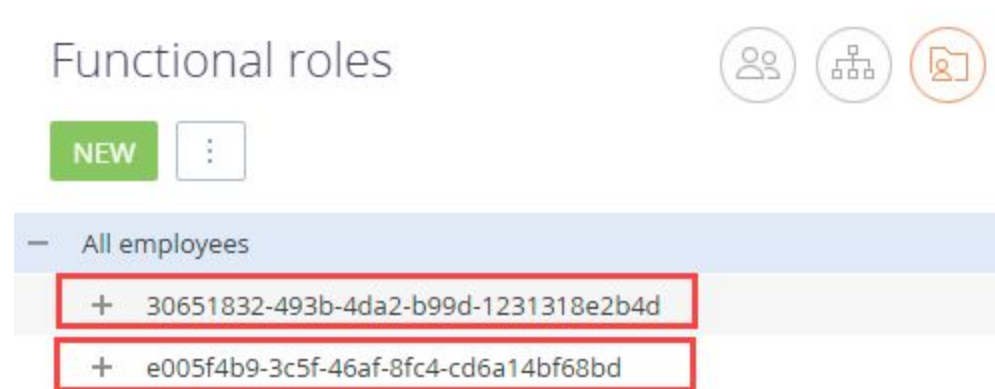 Functional roles
NEW
All employees
30651832-493b-4da2-b99d-1231318e2b4d
e005f4b9-3c5f-46af-8fc4-cd6a14bf68bd